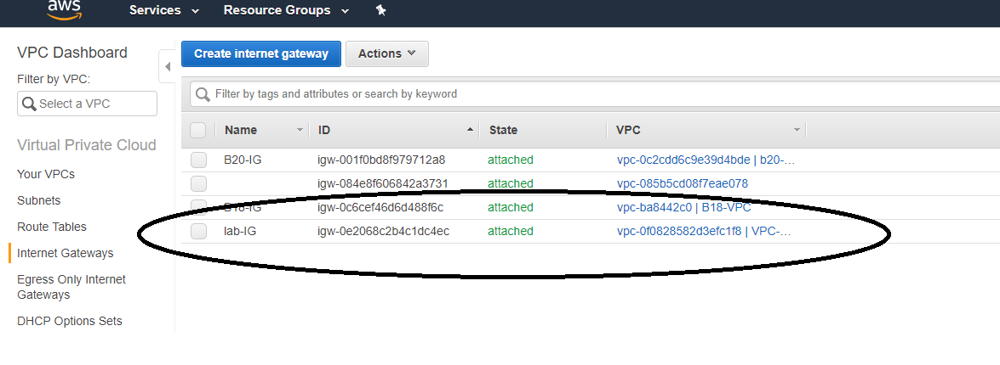 aws Services Resource Groups
VPC Dashboard
Filter by VPC:
Select a VPC
Virtual Private Cloud
Your VPCs
Subnets
Route Tables
Internet Gateways
Egress Only Internet
Gateways
DHCP Options Sets
Create internet gateway Actions
Filter by tags and attributes or search by keyword
Name ID State VPC
B20-IG igw-001f0bd8f979712a8 attached vpc-0c2cdd6c9e39d4bde | b20-...
igw-084e8f606842a3731 attached vpc-085b5cd08f7eae078
igw-0c6cef46d6d488f6c attached vpc-ba8442c0 | B18-VPC
lab-IG igw-0e2068c2b4c1dc4ec attached vpc-0f0828582d3efc1f8 | VPC-...